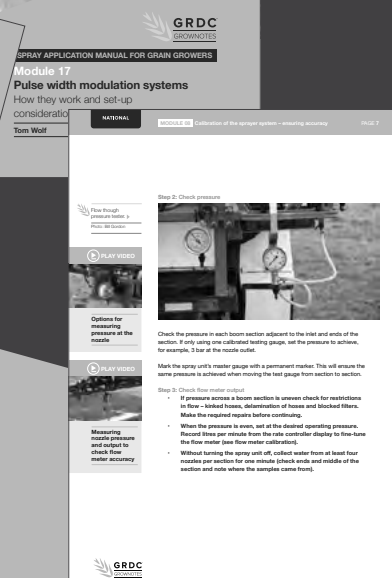 GRDC
GROWNOTES
SPRAY APPLICATION MANUAL FOR GRAIN GROWERS
Module 17
Pulse width modulation systems
How they work and set-up
consideratio
Tom Wolf
NATIONAL
MODULE 08 Calibration of the sprayer system – ensuring accuracy
PAGE 7
Flow through
pressure tester
Photo: Bill Gordon
PLAY VIDEO
Options for
measuring
pressure at the
nozzle
PLAY VIDEO
Measuring
nozzle pressure
and output to
check flow
meter accuracy
Step 2: Check pressure
Check the pressure in each boom section adjacent to the inlet and ends of the
section. If only using one calibrated testing gauge, set the pressure to achieve,
for example, 3 bar at the nozzle outlet.
Mark the spray unit's master gauge with a permanent marker. This will ensure the
same pressure is achieved when moving the test gauge from section to section.
Step 3: Check flow meter output
• If pressure across a boom section is uneven check for restrictions
in flow – kinked hoses, delamination of hoses and blocked filters.
Make the required repairs before continuing.
• When the pressure is even, set at the desired operating pressure.
Record litres per minute from the rate controller display to fine-tune
the flow meter (see flow meter calibration).
• Without turning the spray unit off, collect water from at least four
nozzles per section for one minute (check ends and middle of the
section and note where the samples came from).
GRDC
GROWNOTES